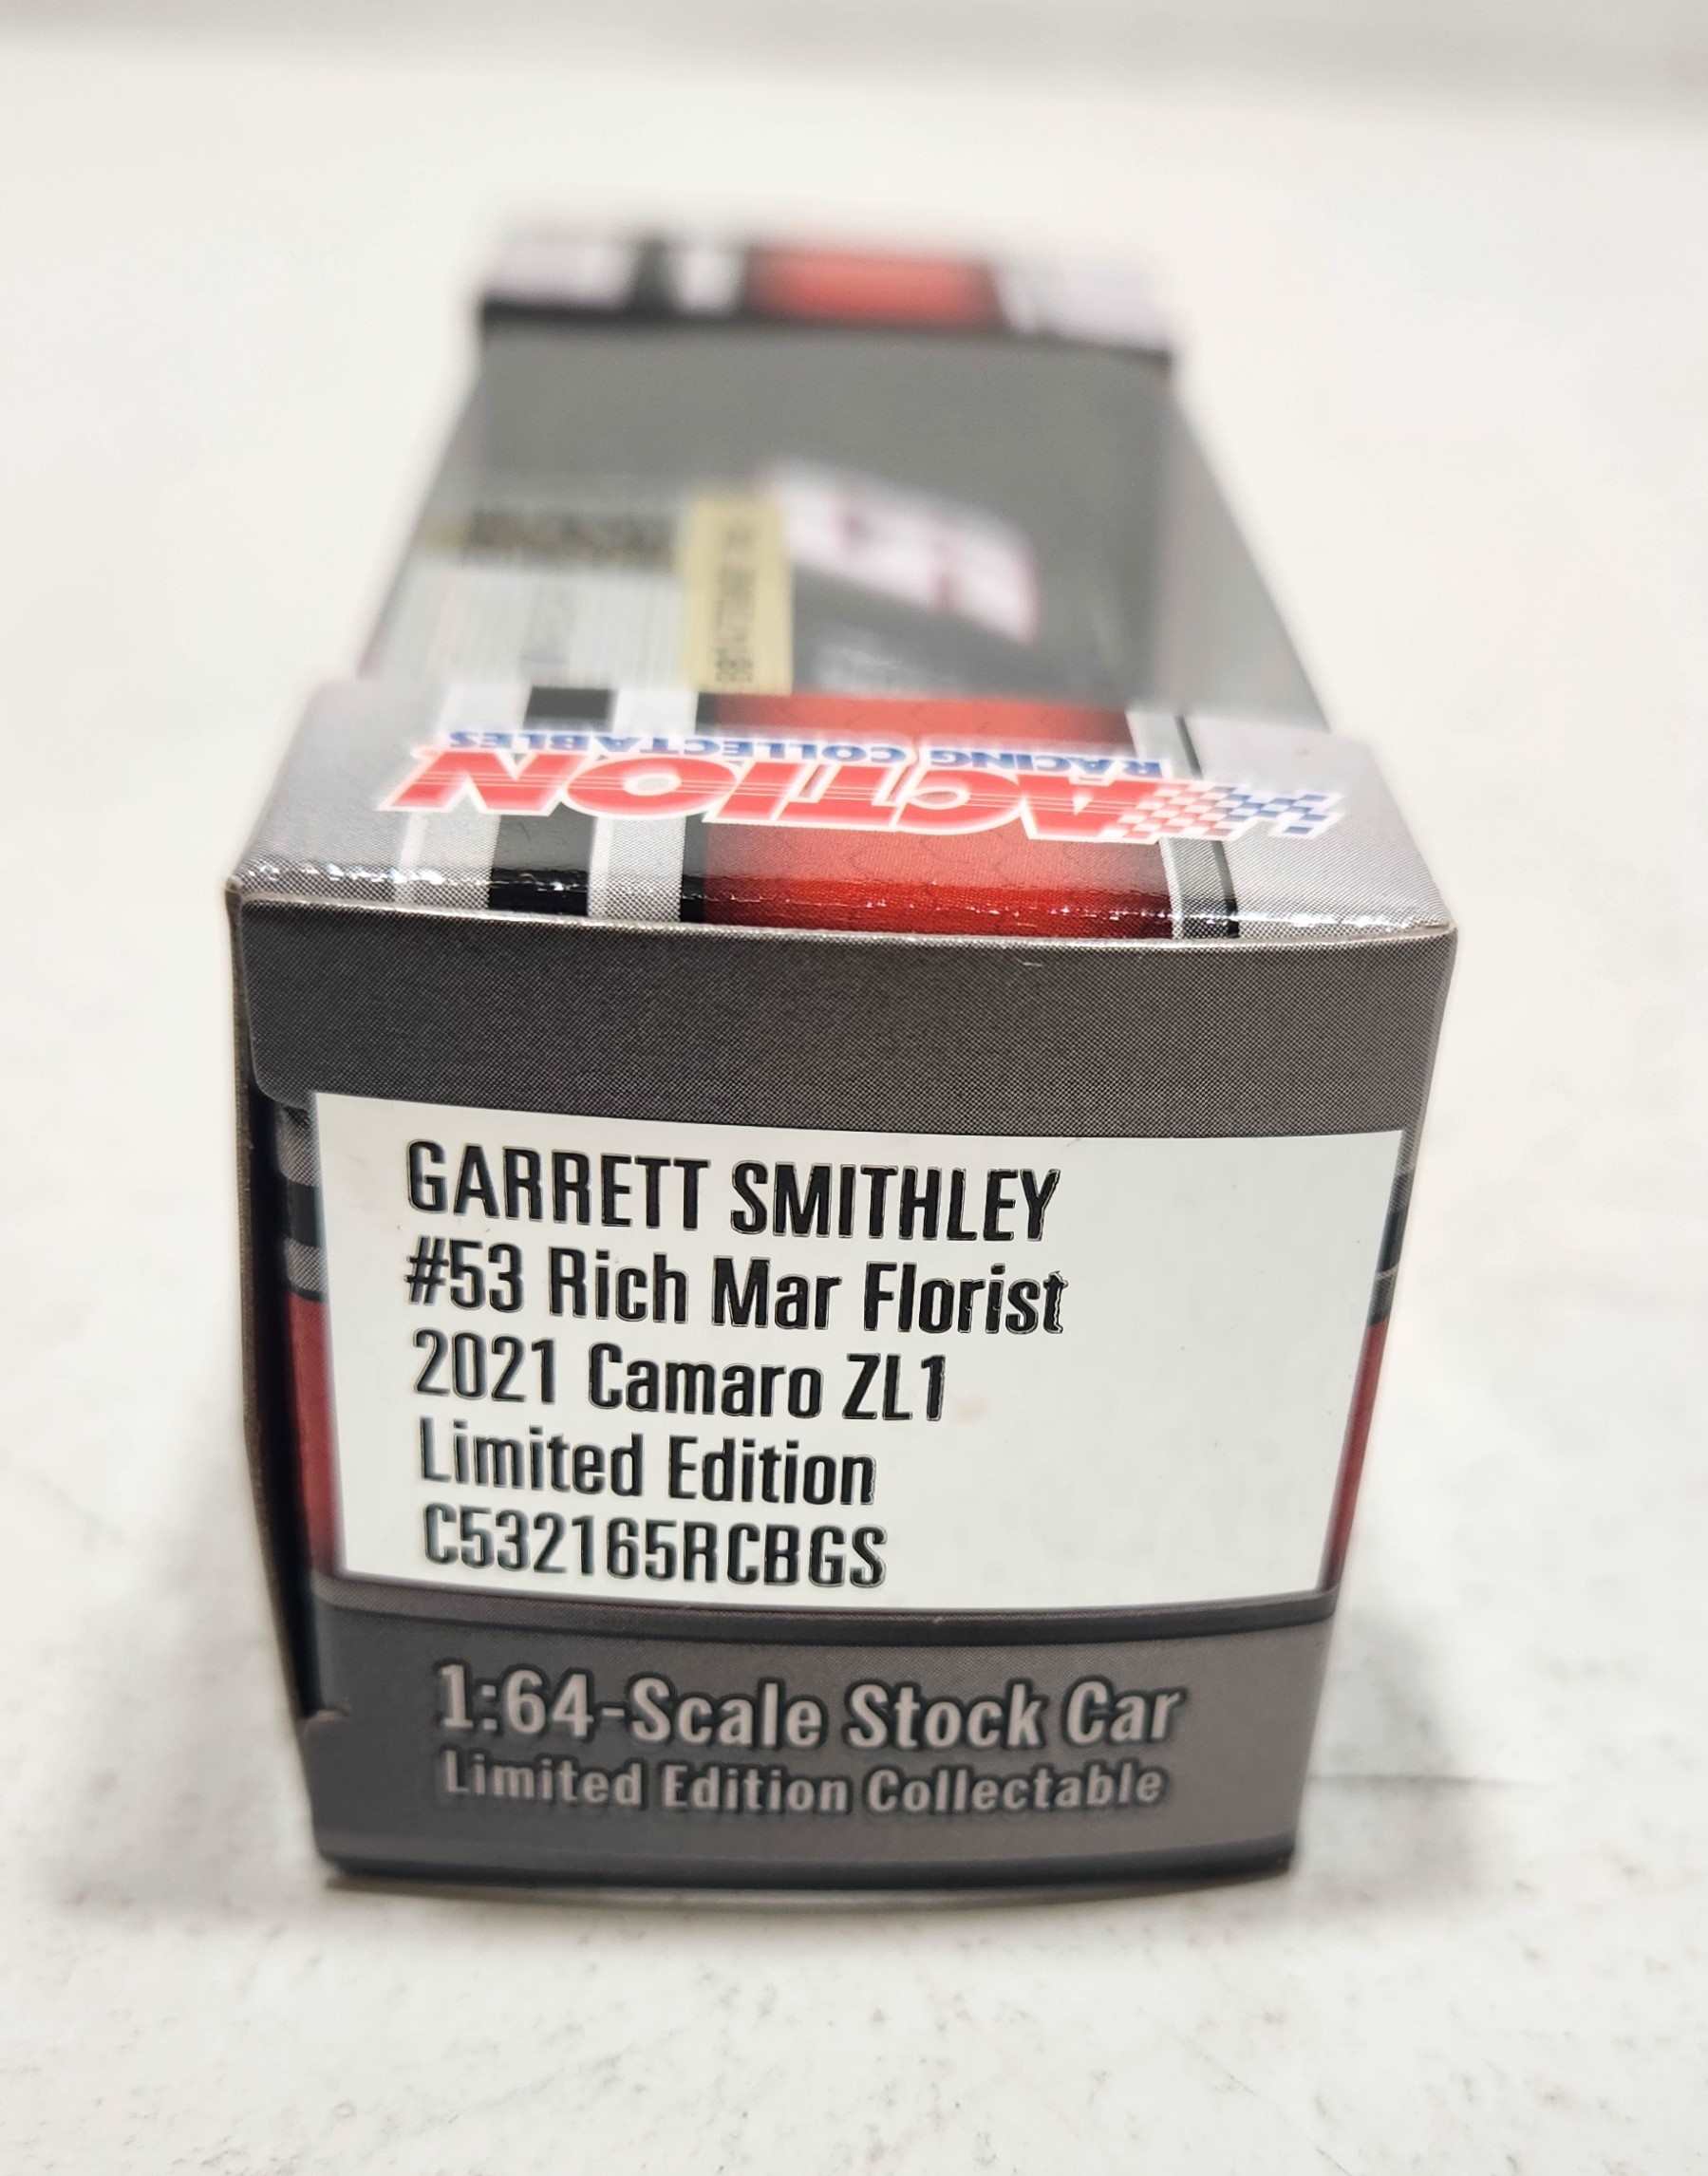 ACTION
RACING COLLECTABLES
GARRETT SMITHLEY
#53 Rich Mar Florist
2021 Camaro ZL1
Limited Edition
C532165RCBGS
1:64-Scale Stock Car
Limited Edition Collectable